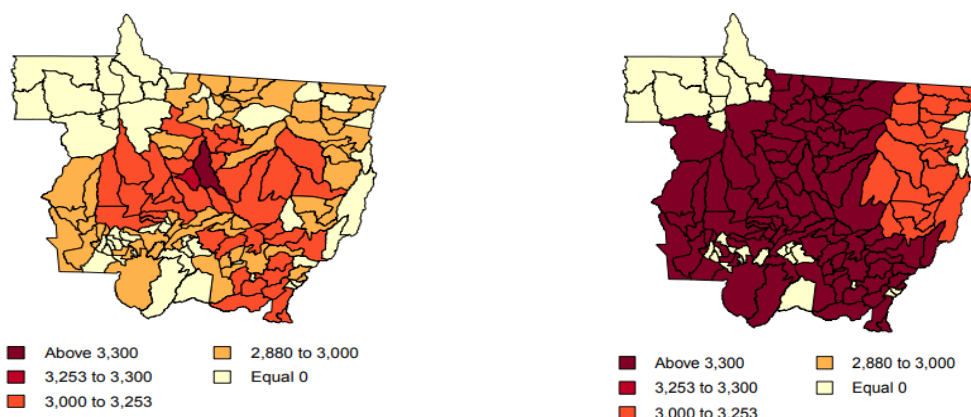 Above 3,300
3,253 to 3,300
3,000 to 3,253
2,880 to 3,000
Equal 0
Above 3,300
3,253 to 3,300
3,000 to 3,253
2,880 to 3,000
Equal 0